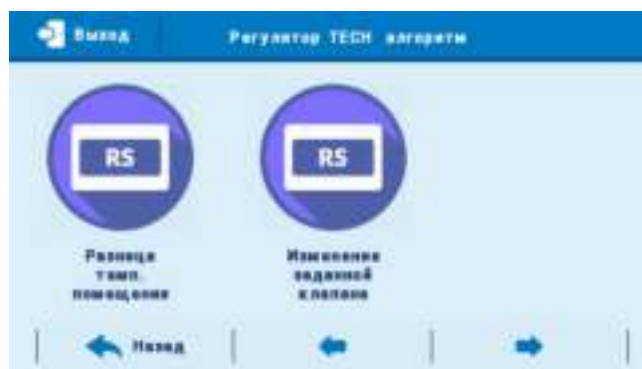 Выход
Регулятор TECH алгоритм
RS
RS
Разница
темп.
помещения
Изменение
заданной
клапана
Назад